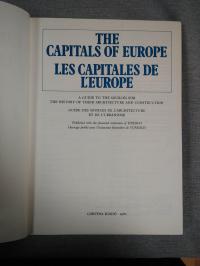 THE
CAPITALS OF EUROPE
LES CAPITALES DE
L'EUROPE
A GUIDE TO THE SOURCES FOR
THE HISTORY OF THEIR ARCHITECTURE AND CONSTRUCTION
GUIDE DES SOURCES DE L'ARCHITECTURE
ET DE L'URBANISME
Published with the financial assistance of UNESCO
Ouvrage publié avec l'assistance financière de l'UNESCO